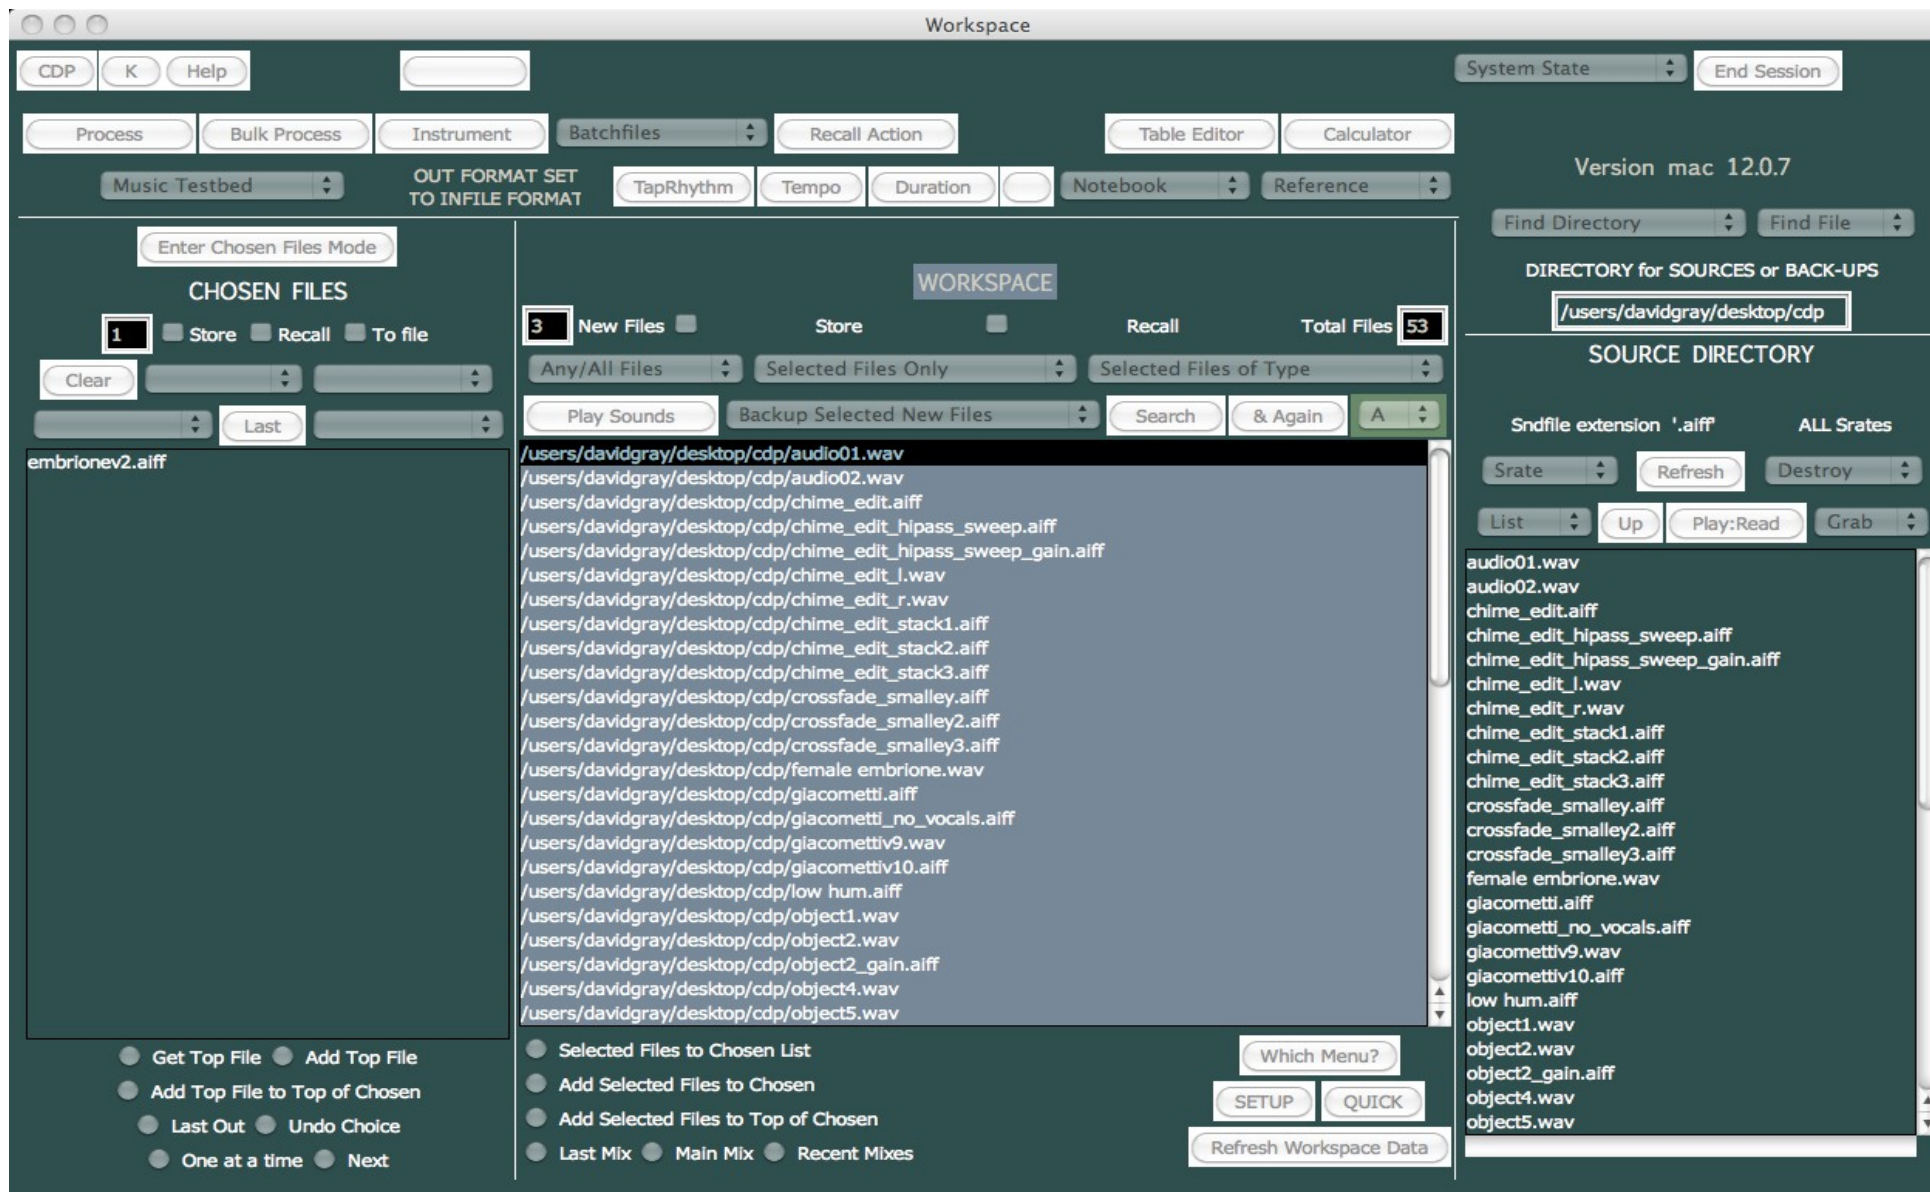 Workspace
CDP K Help System State End Session
Process Bulk Process Instrument Batchfiles Recall Action Table Editor Calculator
Version mac 12.0.7
Music Testbed OUT FORMAT SET TO INFILE FORMAT TapRhythm Tempo Duration Notebook Reference
Find Directory Find File
Enter Chosen Files Mode
CHOSEN FILES
1 Store Recall To file
Clear
Last
embrionev2.aiff
Get Top File Add Top File
Add Top File to Top of Chosen
Last Out Undo Choice
One at a time Next
WORKSPACE
3 New Files Store Recall Total Files 53
Any/All Files Selected Files Only Selected Files of Type
Play Sounds Backup Selected New Files Search & Again A
/users/davidgray/desktop/cdp/audio01.wav
/users/davidgray/desktop/cdp/audio02.wav
/users/davidgray/desktop/cdp/chime_edit.aiff
/users/davidgray/desktop/cdp/chime_edit_hipass_sweep.aiff
/users/davidgray/desktop/cdp/chime_edit_hipass_sweep_gain.aiff
/users/davidgray/desktop/cdp/chime_edit_l.wav
/users/davidgray/desktop/cdp/chime_edit_r.wav
/users/davidgray/desktop/cdp/chime_edit_stack1.aiff
/users/davidgray/desktop/cdp/chime_edit_stack2.aiff
/users/davidgray/desktop/cdp/chime_edit_stack3.aiff
/users/davidgray/desktop/cdp/crossfade_smalley.aiff
/users/davidgray/desktop/cdp/crossfade_smalley2.aiff
/users/davidgray/desktop/cdp/crossfade_smalley3.aiff
/users/davidgray/desktop/cdp/female embrione.wav
/users/davidgray/desktop/cdp/giacometti.aiff
/users/davidgray/desktop/cdp/giacometti_no_vocals.aiff
/users/davidgray/desktop/cdp/giacomettiv9.wav
/users/davidgray/desktop/cdp/giacomettiv10.aiff
/users/davidgray/desktop/cdp/low hum.aiff
/users/davidgray/desktop/cdp/object1.wav
/users/davidgray/desktop/cdp/object2.wav
/users/davidgray/desktop/cdp/object2_gain.aiff
/users/davidgray/desktop/cdp/object4.wav
/users/davidgray/desktop/cdp/object5.wav
Selected Files to Chosen List Which Menu?
Add Selected Files to Chosen SETUP QUICK
Add Selected Files to Top of Chosen
Last Mix Main Mix Recent Mixes Refresh Workspace Data
DIRECTORY for SOURCES or BACK-UPS
/users/davidgray/desktop/cdp
SOURCE DIRECTORY
Sndfile extension '.aiff' ALL Srates
Srate Refresh Destroy
List Up Play:Read Grab
audio01.wav
audio02.wav
chime_edit.aiff
chime_edit_hipass_sweep.aiff
chime_edit_hipass_sweep_gain.aiff
chime_edit_l.wav
chime_edit_r.wav
chime_edit_stack1.aiff
chime_edit_stack2.aiff
chime_edit_stack3.aiff
crossfade_smalley.aiff
crossfade_smalley2.aiff
crossfade_smalley3.aiff
female embrione.wav
giacometti.aiff
giacometti_no_vocals.aiff
giacomettiv9.wav
giacomettiv10.aiff
low hum.aiff
object1.wav
object2.wav
object2_gain.aiff
object4.wav
object5.wav